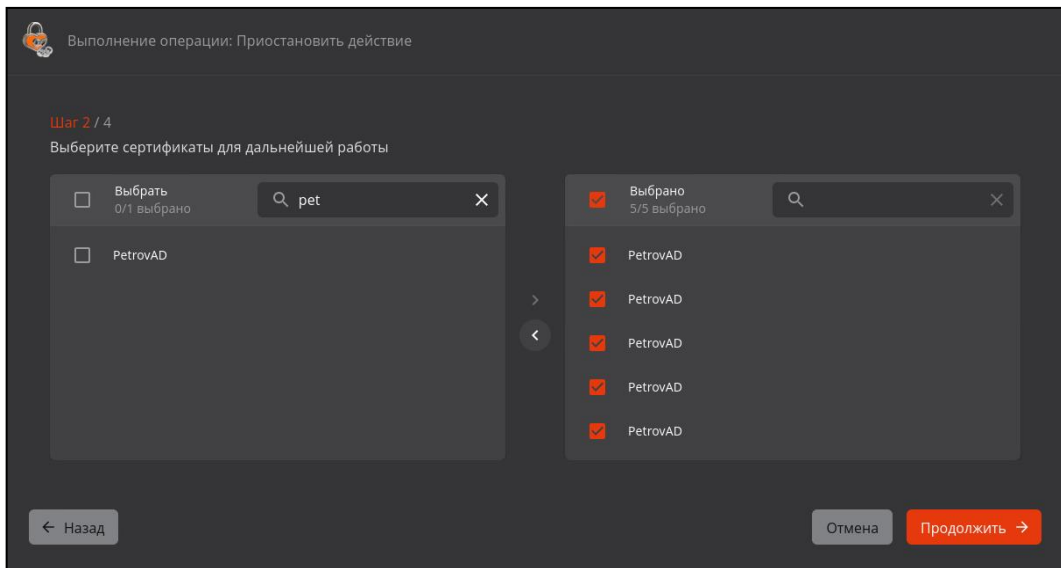 Выполнение операции: Приостановить действие
Шаг 2 / 4
Выберите сертификаты для дальнейшей работы
Выбрать
0/1 выбрано
pet
PetrovAD
Выбрано
5/5 выбрано
PetrovAD
PetrovAD
PetrovAD
PetrovAD
PetrovAD
Назад
Отмена
Продолжить